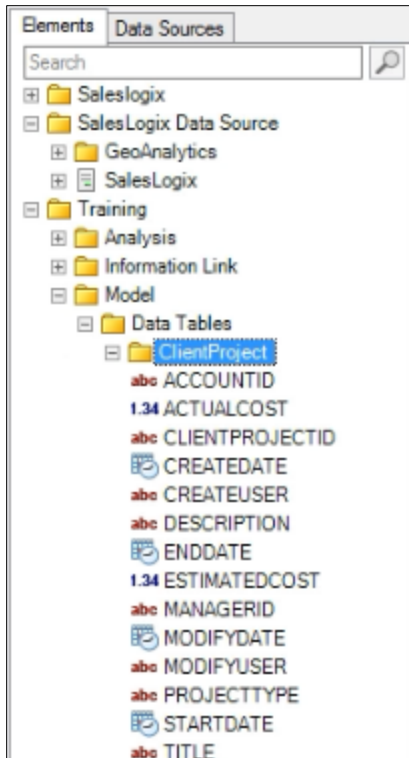 Elements Data Sources
Search
Saleslogix
SalesLogix Data Source
GeoAnalytics
SalesLogix
Training
Analysis
Information Link
Model
Data Tables
ClientProject
abc ACCOUNTID
1.34 ACTUALCOST
abc CLIENTPROJECTID
CREATEDATE
abc CREATEUSER
abc DESCRIPTION
ENDDATE
1.34 ESTIMATEDCOST
abc MANAGERID
MODIFYDATE
abc MODIFYUSER
abc PROJECTTYPE
STARTDATE
abc TITLE